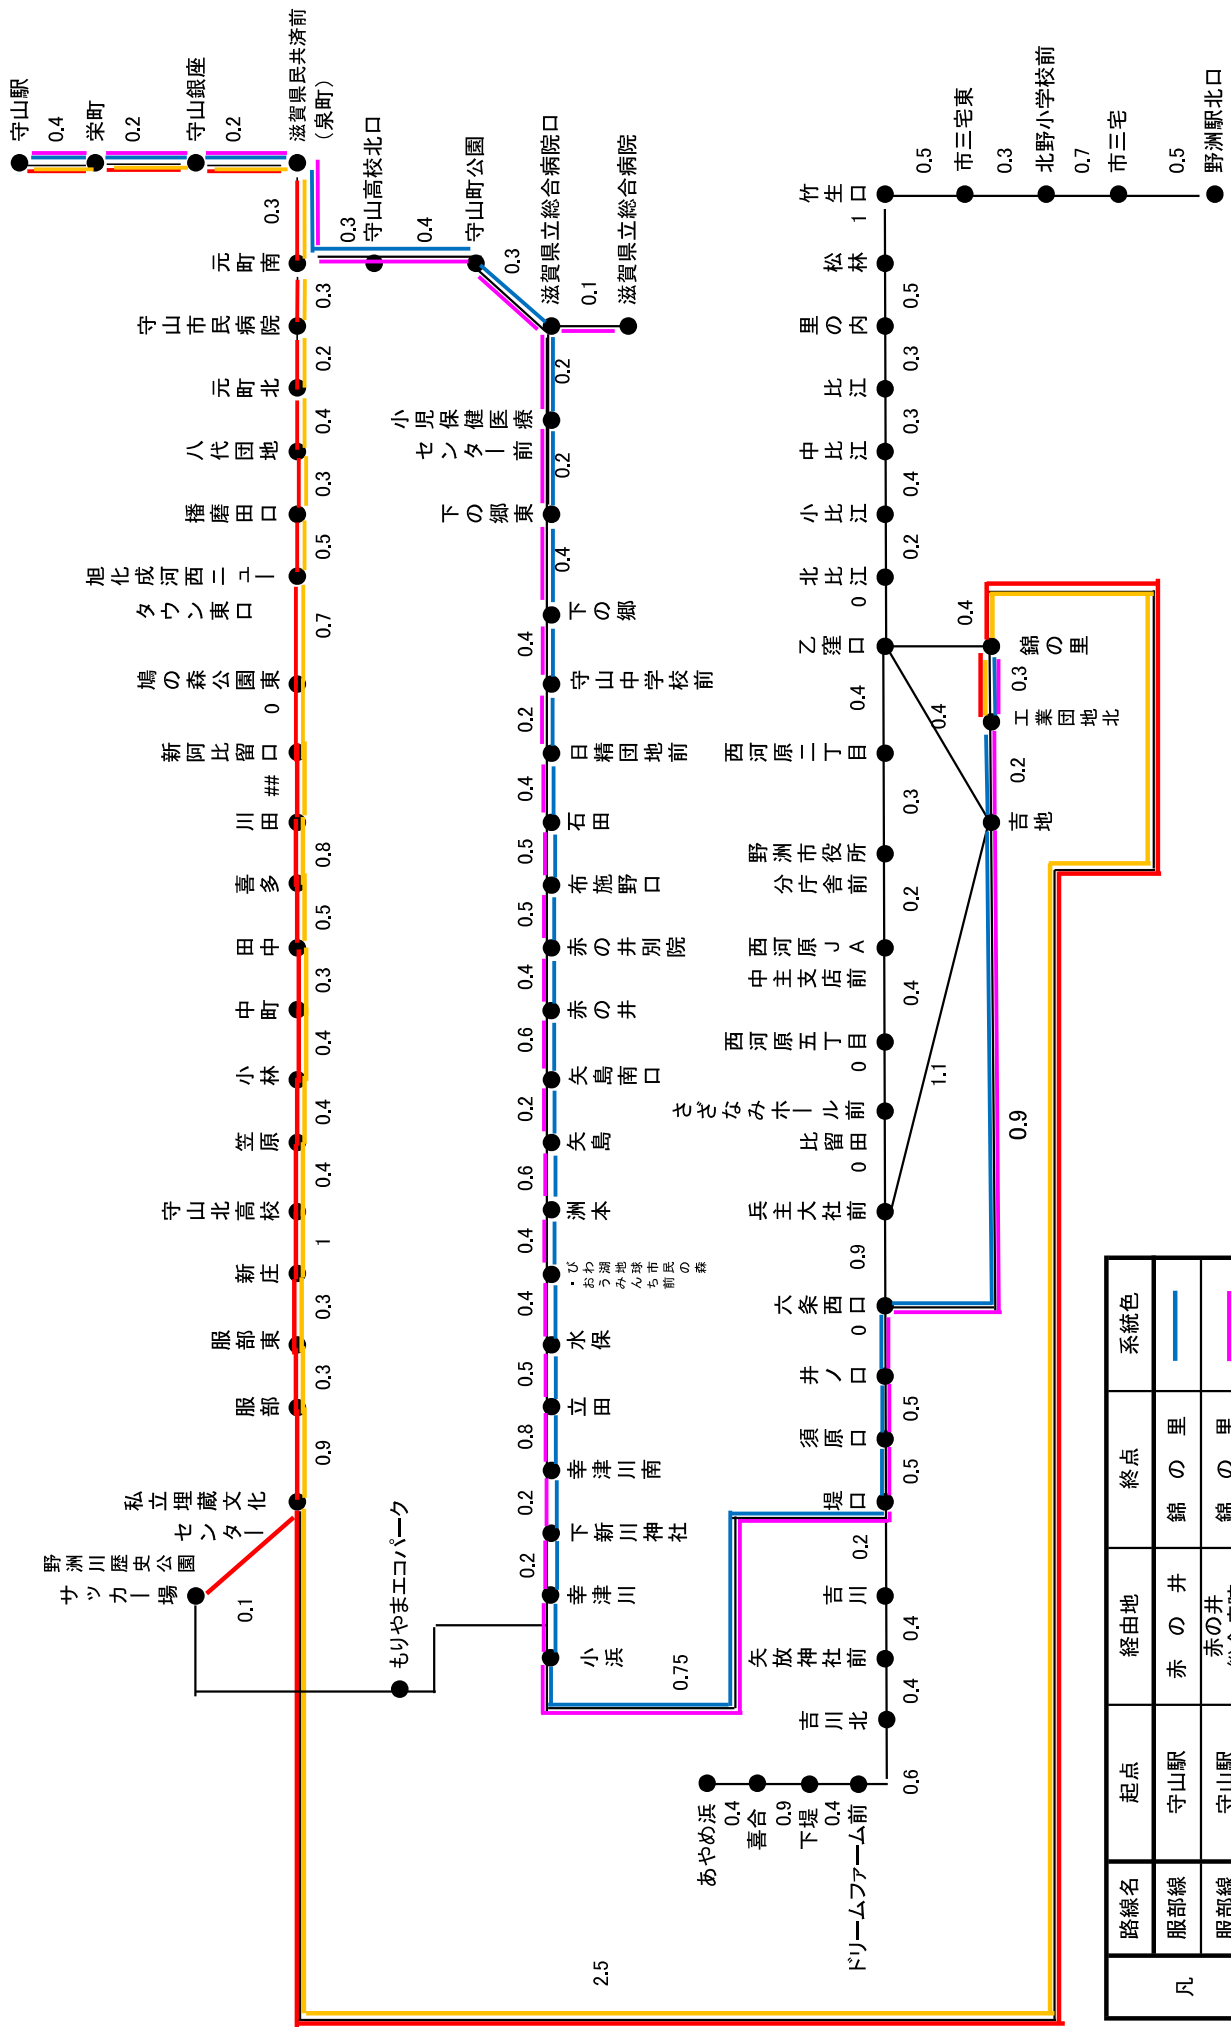 守山駅
0.4
栄町
0.2
守山銀座
0.2
滋賀県民共済前
（泉町）
0.3
元町南
0.3
守山市民病院
0.2
元町北
0.4
八代団地
0.3
播磨田口
0.5
旭化成河西ニュー
タウン東口
0.7
鳩の森公園東
0
新阿比留口
##
川田
0.8
喜多
0.5
田中
0.3
中町
0.4
小林
0.4
笠原
0.4
守山北高校
1
新庄
0.3
服部東
0.3
服部
0.9
私立埋蔵文化
センター
野洲川歴史公園
サッカー場
0.1
もりやまエコパーク
0.3
守山高校北口
0.4
守山町公園
0.3
滋賀県立総合病院口
0.1
滋賀県立総合病院
0.2
小児保健医療
センター前
0.2
下の郷東
0.4
下の郷
0.4
守山中学校前
0.2
日精団地前
0.4
石田
0.5
布施野口
0.5
赤の井別院
0.4
赤の井
0.6
矢島南口
0.2
矢島
0.6
洲本
0.4
びわ湖地球市民の森
・おうみんち前
0.4
水保
0.5
立田
0.8
幸津川南
0.2
下新川神社
0.2
幸津川
小浜
0.75
野洲駅北口
0.5
市三宅
0.7
北野小学校前
0.3
市三宅東
0.5
竹生口
1
松林
0.5
里の内
0.3
比江
0.3
中比江
0.4
小比江
0.2
北比江
0
乙窪口
0.4
西河原二丁目
0.3
野洲市役所
分庁舎前
0.2
西河原ＪＡ
中主支店前
0.4
西河原五丁目
0
さざなみホール前
比留田
0
兵主大社前
0.9
六条西口
0
井ノ口
0.5
須原口
0.5
堤口
0.2
吉川
0.4
矢放神社前
0.4
吉川北
0.6
ドリームファーム前
0.4
下堤
0.9
喜合
0.4
あやめ浜
0.4
錦の里
0.3
工業団地北
0.2
吉地
0.4
1.1
0.9
2.5
凡
路線名 起点 経由地 終点 系統色
服部線 守山駅 赤の井 錦の里
服部線 守山駅 赤の井 錦の里